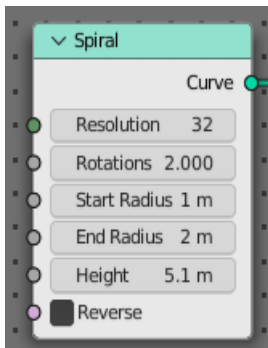 Spiral
Curve
Resolution 32
Rotations 2.000
Start Radius 1 m
End Radius 2 m
Height 5.1 m
Reverse